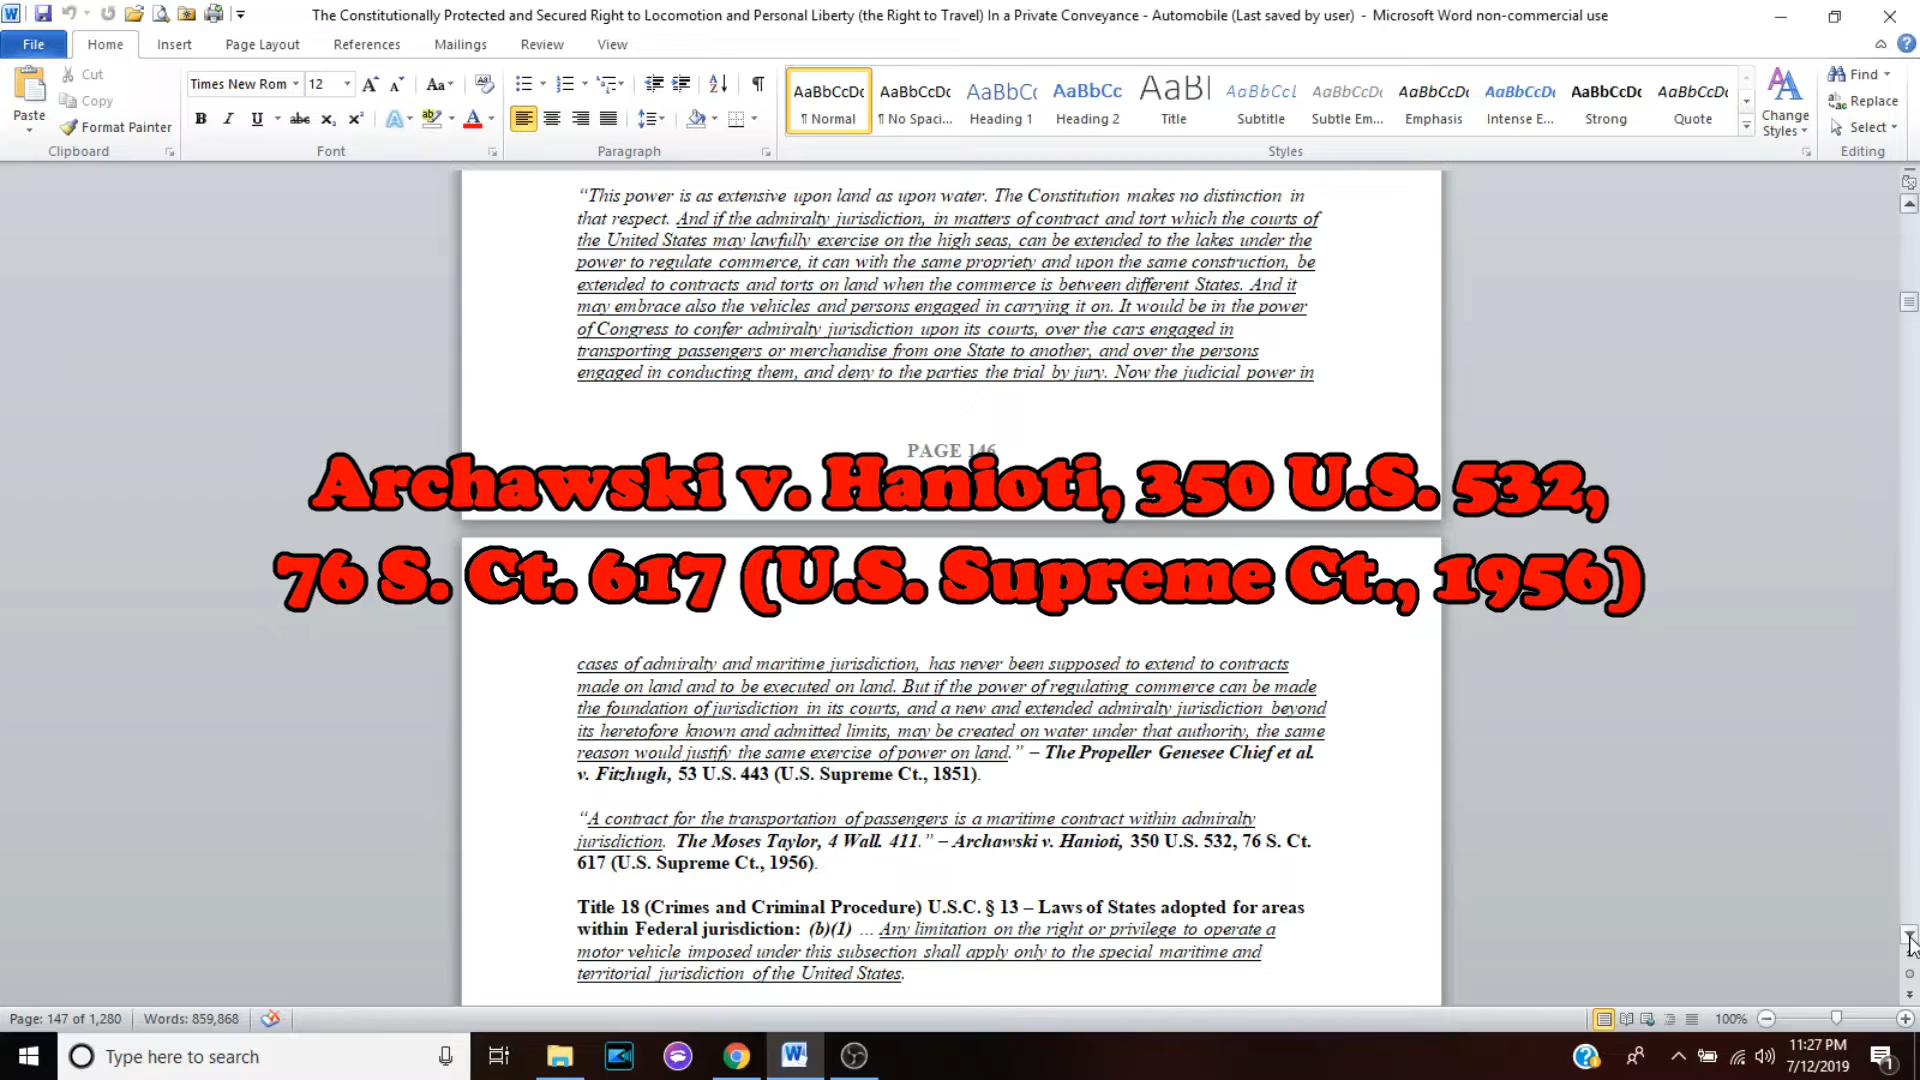 The Constitutionally Protected and Secured Right to Locomotion and Personal Liberty (the Right to Travel) In a Private Conveyance - Automobile (Last saved by user) - Microsoft Word non-commercial use
File Home Insert Page Layout References Mailings Review View
Paste
Cut
Copy
Format Painter
Clipboard
Times New Rom 12
Font
Paragraph
AaBbCcDc AaBbCcDc AaBbCc AaBbCc AaBl AaBbCcL AaBbCcDc AaBbCcDc AaBbCcDc AaBbCcDc AaBbCcDc
¶ Normal ¶ No Spaci... Heading 1 Heading 2 Title Subtitle Subtle Em... Emphasis Intense E... Strong Quote
Styles
Change Styles
Find
Replace
Select
Editing
“This power is as extensive upon land as upon water. The Constitution makes no distinction in
that respect. And if the admiralty jurisdiction, in matters of contract and tort which the courts of
the United States may lawfully exercise on the high seas, can be extended to the lakes under the
power to regulate commerce, it can with the same propriety and upon the same construction, be
extended to contracts and torts on land when the commerce is between different States. And it
may embrace also the vehicles and persons engaged in carrying it on. It would be in the power
of Congress to confer admiralty jurisdiction upon its courts, over the cars engaged in
transporting passengers or merchandise from one State to another, and over the persons
engaged in conducting them, and deny to the parties the trial by jury. Now the judicial power in
PAGE 146
Archawski v. Hanioti, 350 U.S. 532,
76 S. Ct. 617 (U.S. Supreme Ct., 1956)
cases of admiralty and maritime jurisdiction, has never been supposed to extend to contracts
made on land and to be executed on land. But if the power of regulating commerce can be made
the foundation of jurisdiction in its courts, and a new and extended admiralty jurisdiction beyond
its heretofore known and admitted limits, may be created on water under that authority, the same
reason would justify the same exercise of power on land.” – The Propeller Genesee Chief et al.
v. Fitzhugh, 53 U.S. 443 (U.S. Supreme Ct., 1851).
“A contract for the transportation of passengers is a maritime contract within admiralty
jurisdiction. The Moses Taylor, 4 Wall. 411.” – Archawski v. Hanioti, 350 U.S. 532, 76 S. Ct.
617 (U.S. Supreme Ct., 1956).
Title 18 (Crimes and Criminal Procedure) U.S.C. § 13 – Laws of States adopted for areas
within Federal jurisdiction: (b)(1) ... Any limitation on the right or privilege to operate a
motor vehicle imposed under this subsection shall apply only to the special maritime and
territorial jurisdiction of the United States.
Page: 147 of 1,280 Words: 859,868 100%
Type here to search
11:27 PM
7/12/2019
1